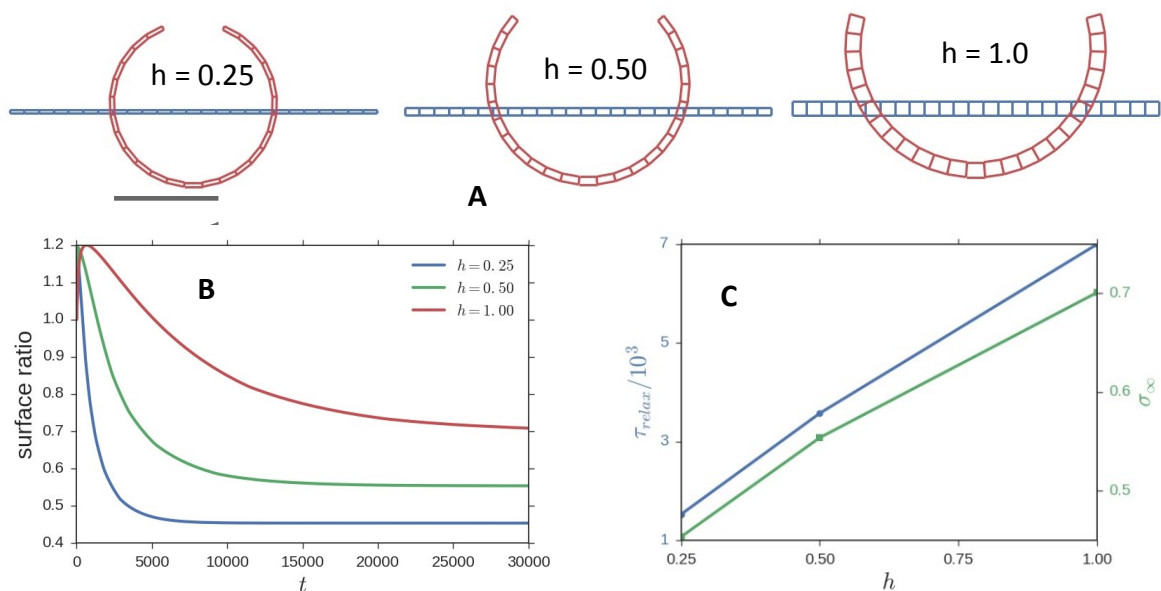 h = 0.25
h = 0.50
h = 1.0
A
1.2
1.1
1.0
0.9
0.8
0.7
0.6
0.5
0.4
surface ratio
B
h = 0.25
h = 0.50
h = 1.00
0 5000 10000 15000 20000 25000 30000
t
7
5
3
1
τ_relax/10³
C
0.7
0.6
0.5
σ_∞
0.25 0.50 0.75 1.00
h